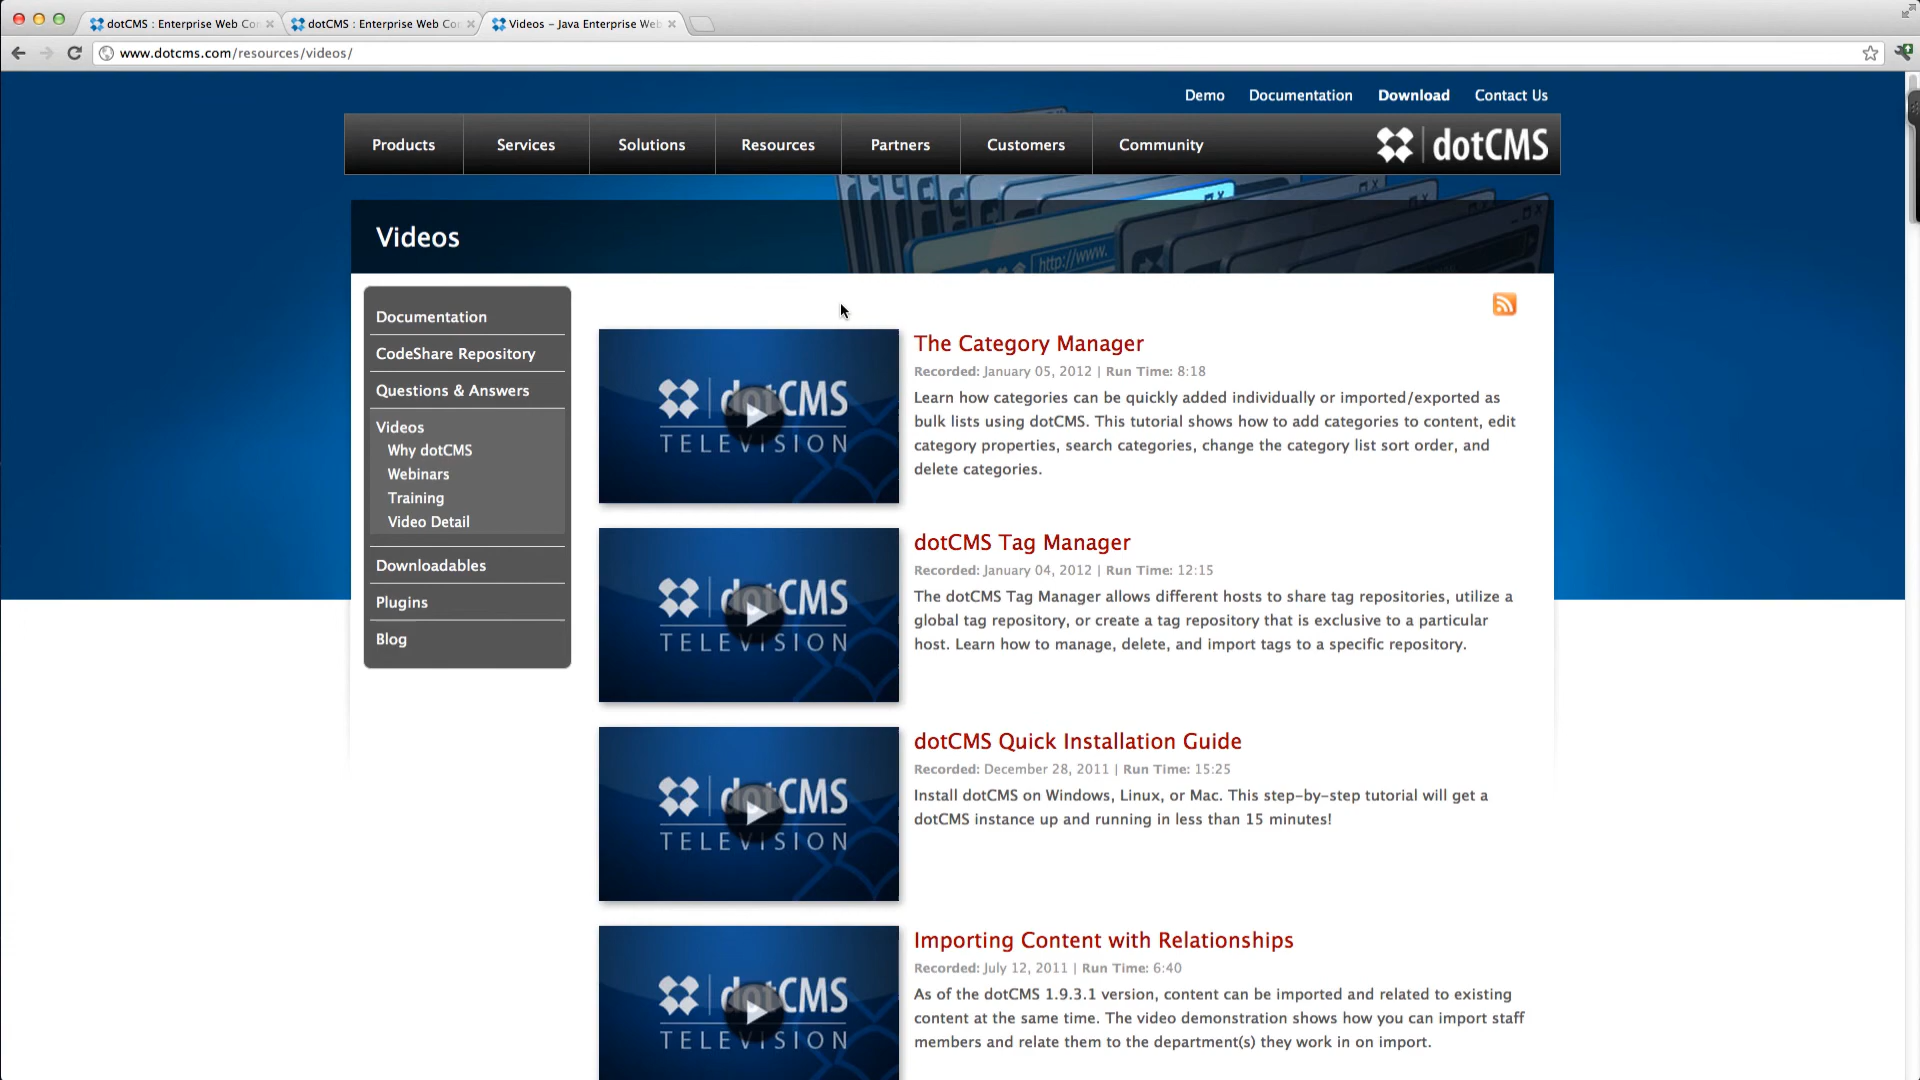 dotCMS : Enterprise Web Co
dotCMS : Enterprise Web Co
Videos – Java Enterprise Web
www.dotcms.com/resources/videos/
Demo Documentation Download Contact Us
Products Services Solutions Resources Partners Customers Community dotCMS
http://www.
Videos
Documentation
CodeShare Repository
Questions & Answers
Videos
Why dotCMS
Webinars
Training
Video Detail
Downloadables
Plugins
Blog
dotCMS
TELEVISION
The Category Manager
Recorded: January 05, 2012 | Run Time: 8:18
Learn how categories can be quickly added individually or imported/exported as
bulk lists using dotCMS. This tutorial shows how to add categories to content, edit
category properties, search categories, change the category list sort order, and
delete categories.
dotCMS
TELEVISION
dotCMS Tag Manager
Recorded: January 04, 2012 | Run Time: 12:15
The dotCMS Tag Manager allows different hosts to share tag repositories, utilize a
global tag repository, or create a tag repository that is exclusive to a particular
host. Learn how to manage, delete, and import tags to a specific repository.
dotCMS
TELEVISION
dotCMS Quick Installation Guide
Recorded: December 28, 2011 | Run Time: 15:25
Install dotCMS on Windows, Linux, or Mac. This step-by-step tutorial will get a
dotCMS instance up and running in less than 15 minutes!
dotCMS
TELEVISION
Importing Content with Relationships
Recorded: July 12, 2011 | Run Time: 6:40
As of the dotCMS 1.9.3.1 version, content can be imported and related to existing
content at the same time. The video demonstration shows how you can import staff
members and relate them to the department(s) they work in on import.